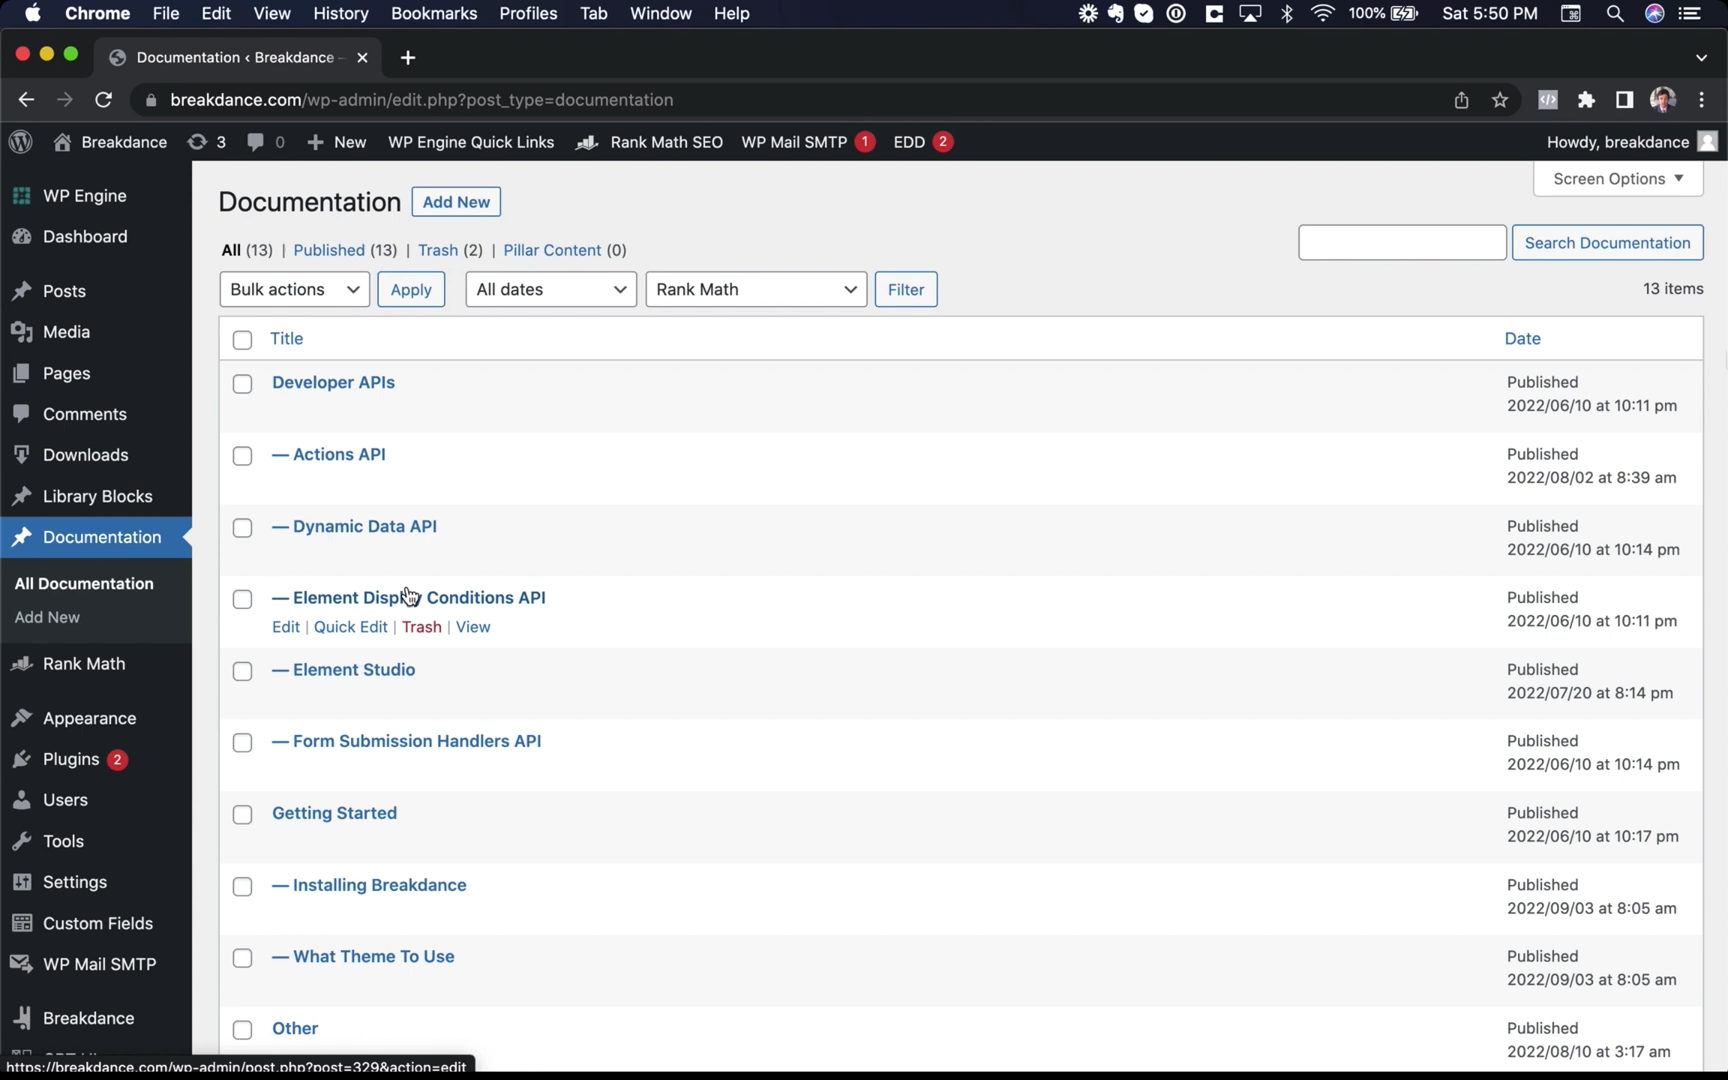 Chrome File Edit View History Bookmarks Profiles Tab Window Help 100% Sat 5:50 PM
Documentation ‹ Breakdance –
breakdance.com/wp-admin/edit.php?post_type=documentation
Breakdance 3 0 New WP Engine Quick Links Rank Math SEO WP Mail SMTP 1 EDD 2 Howdy, breakdance
Screen Options
WP Engine
Dashboard
Posts
Media
Pages
Comments
Downloads
Library Blocks
Documentation
All Documentation
Add New
Rank Math
Appearance
Plugins 2
Users
Tools
Settings
Custom Fields
WP Mail SMTP
Breakdance
Documentation Add New
All (13) | Published (13) | Trash (2) | Pillar Content (0)
Search Documentation
Bulk actions Apply All dates Rank Math Filter 13 items
Title Date
Developer APIs Published
2022/06/10 at 10:11 pm
— Actions API Published
2022/08/02 at 8:39 am
— Dynamic Data API Published
2022/06/10 at 10:14 pm
— Element Display Conditions API Published
2022/06/10 at 10:11 pm
Edit | Quick Edit | Trash | View
— Element Studio Published
2022/07/20 at 8:14 pm
— Form Submission Handlers API Published
2022/06/10 at 10:14 pm
Getting Started Published
2022/06/10 at 10:17 pm
— Installing Breakdance Published
2022/09/03 at 8:05 am
— What Theme To Use Published
2022/09/03 at 8:05 am
Other Published
2022/08/10 at 3:17 am
https://breakdance.com/wp-admin/post.php?post=329&action=edit